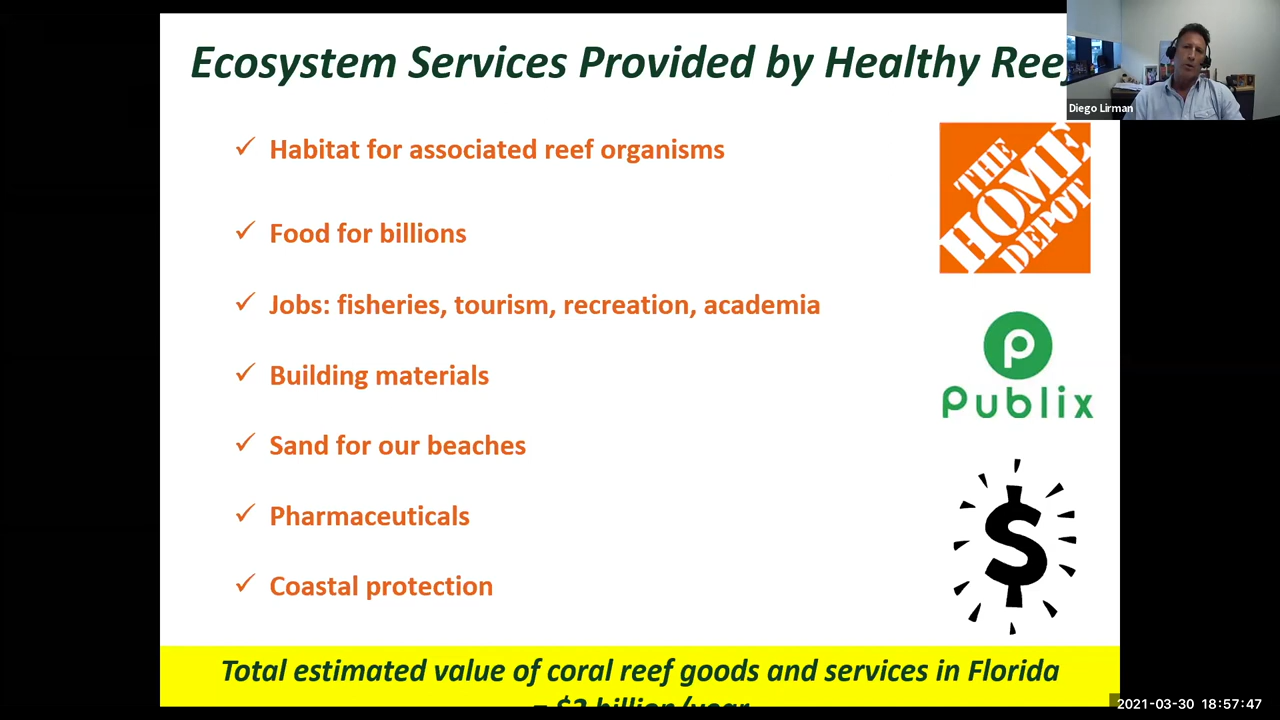 Ecosystem Services Provided by Healthy
Diego Lirman
✓ Habitat for associated reef organisms
✓ Food for billions
✓ Jobs: fisheries, tourism, recreation, academia
✓ Building materials
✓ Sand for our beaches
✓ Pharmaceuticals
✓ Coastal protection
THE
HOME
DEPOT
Publix
$
Total estimated value of coral reef goods and services in Florida
2021-03-30 18:57:47